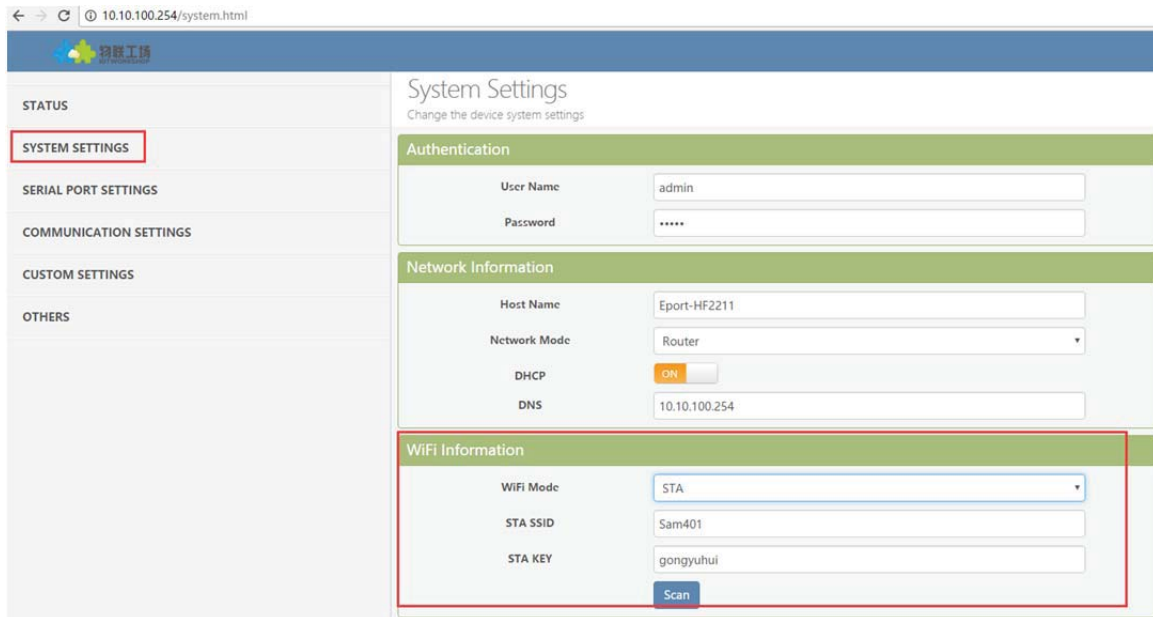 10.10.100.254/system.html
物联工场
IOT WORKSHOP
STATUS
SYSTEM SETTINGS
SERIAL PORT SETTINGS
COMMUNICATION SETTINGS
CUSTOM SETTINGS
OTHERS
System Settings
Change the device system settings
Authentication
User Name admin
Password •••••
Network Information
Host Name Eport-HF2211
Network Mode Router
DHCP ON
DNS 10.10.100.254
WiFi Information
WiFi Mode STA
STA SSID Sam401
STA KEY gongyuhui
Scan